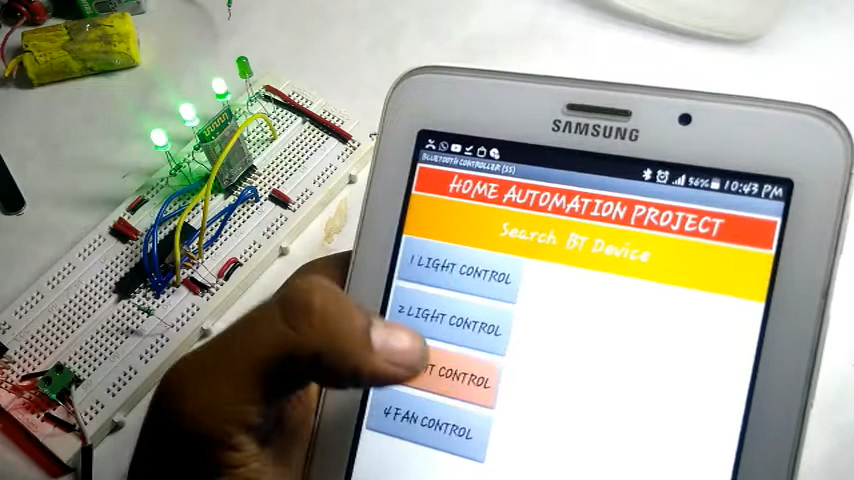 SAMSUNG
56% 10:43 PM
BLUETOOTH CONTROLLER (SS)
HOME AUTOMATION PROJECT
Search BT Device
1 LIGHT CONTROL
2 LIGHT CONTROL
CONTROL
4 FAN CONTROL